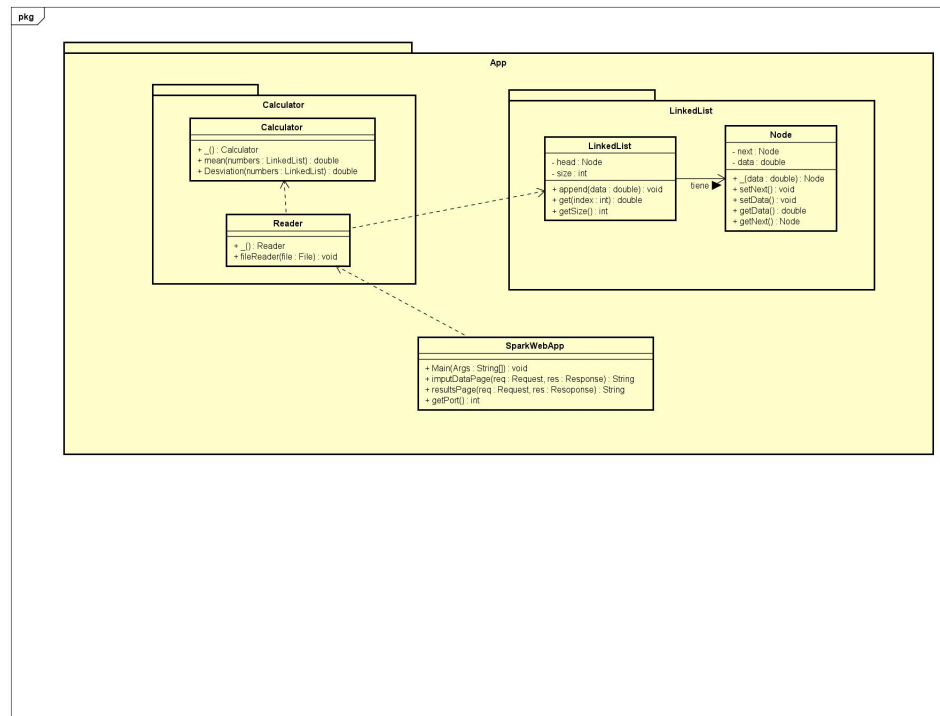 pkg
App
Calculator
Calculator
+ _() : Calculator
+ mean(numbers : LinkedList) : double
+ Desviation(numbers : LinkedList) : double
Reader
+ _() : Reader
+ fileReader(file : File) : void
LinkedList
LinkedList
- head : Node
- size : int
+ append(data : double) : void
+ get(index : int) : double
+ getSize() : int
tiene
Node
- next : Node
- data : double
+ _(data : double) : Node
+ setNext() : void
+ setData() : void
+ getData() : double
+ getNext() : Node
SparkWebApp
+ Main(Args : String[]) : void
+ imputDataPage(req : Request, res : Response) : String
+ resultsPage(req : Request, res : Resoponse) : String
+ getPort() : int